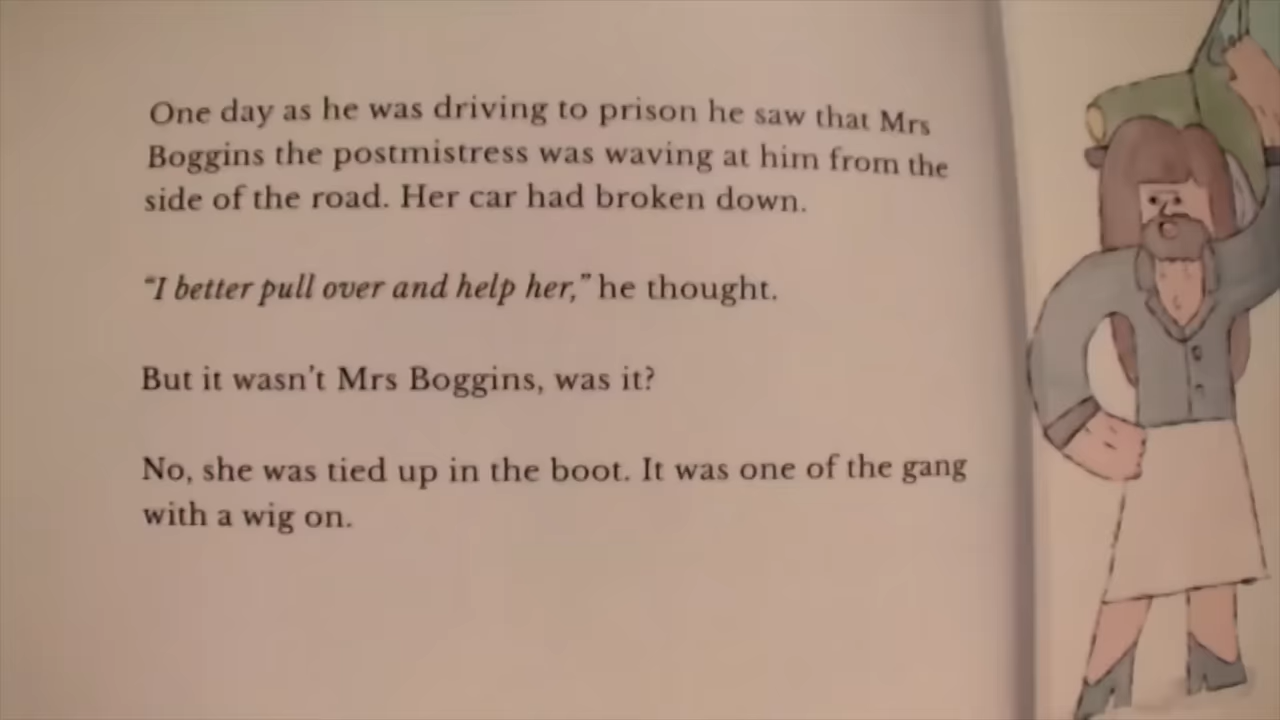 One day as he was driving to prison he saw that Mrs
Boggins the postmistress was waving at him from the
side of the road. Her car had broken down.
“I better pull over and help her,” he thought.
But it wasn’t Mrs Boggins, was it?
No, she was tied up in the boot. It was one of the gang
with a wig on.